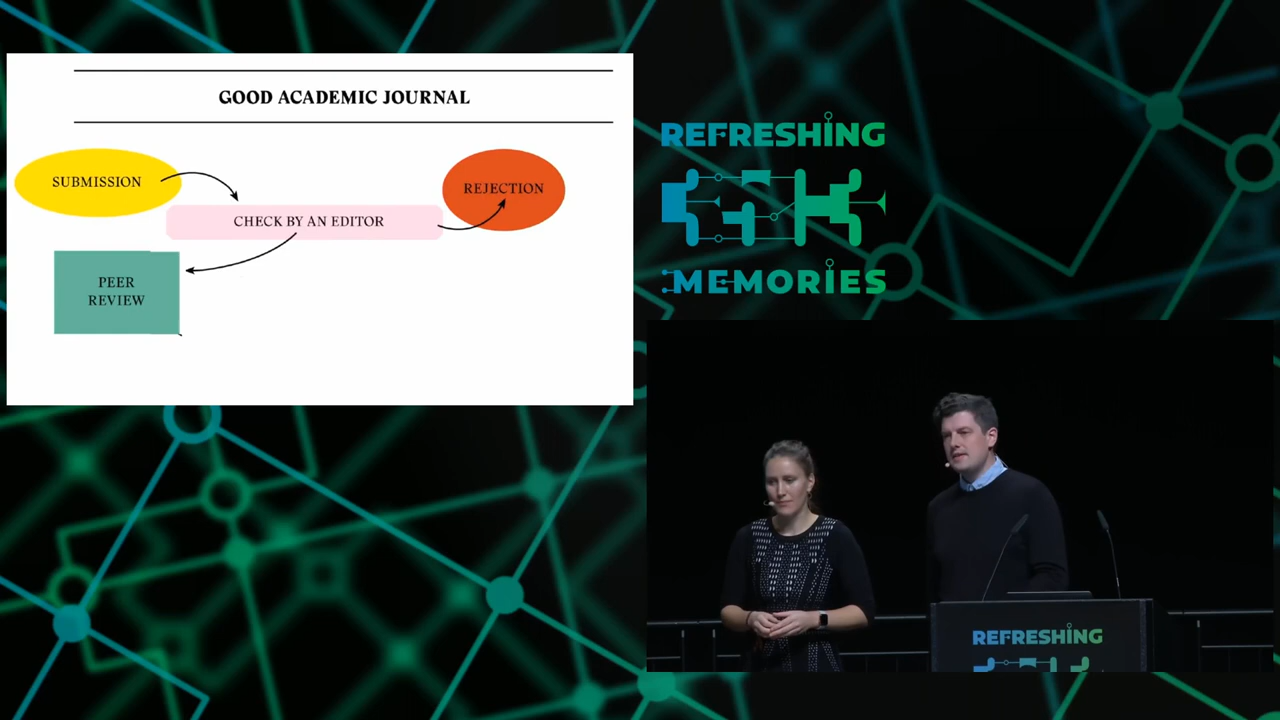 GOOD ACADEMIC JOURNAL
SUBMISSION
REJECTION
CHECK BY AN EDITOR
PEER
REVIEW
REFRESHING
MEMORIES
REFRESHING